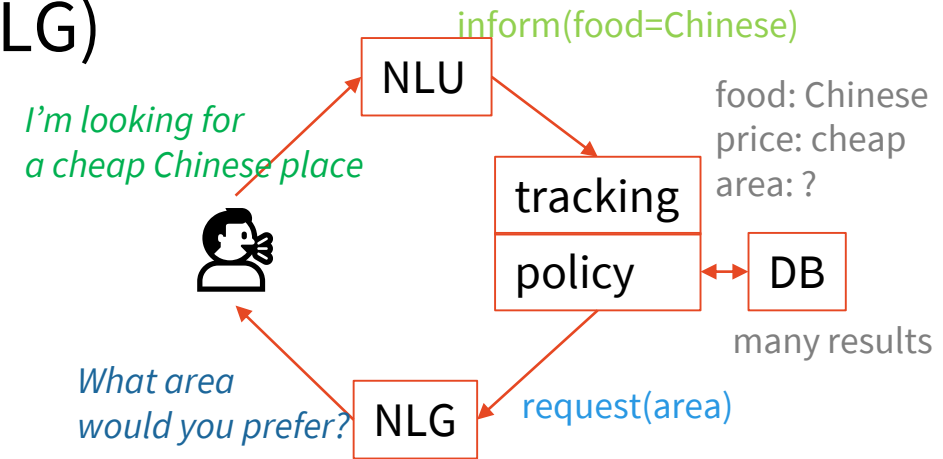 LG)
inform(food=Chinese)
NLU
I'm looking for
a cheap Chinese place
food: Chinese
price: cheap
area: ?
tracking
policy
DB
many results
What area
would you prefer?
NLG
request(area)